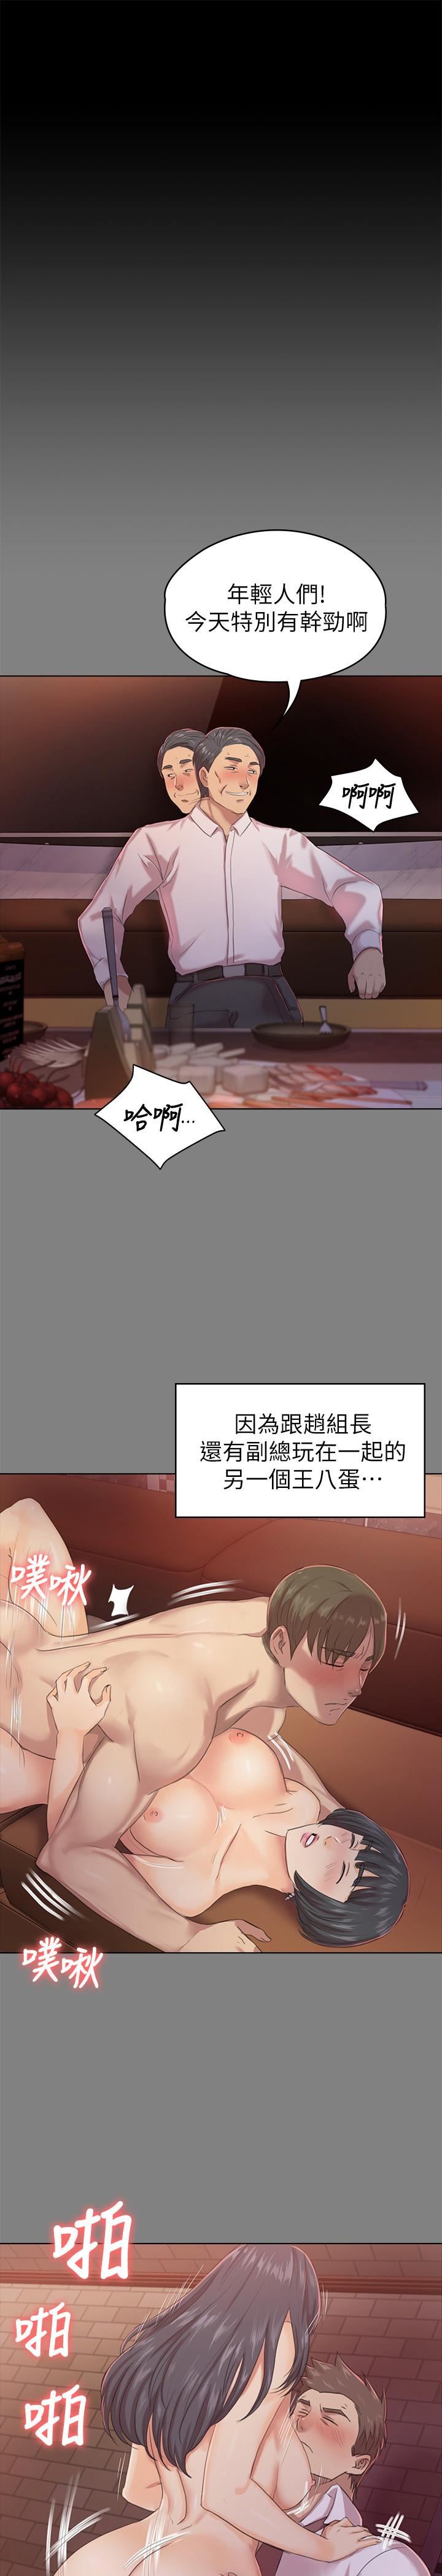 年輕人們!
今天特別有幹勁啊
啊啊
哈啊…
因為跟趙組長
還有副總玩在一起的
另一個王八蛋…
噗啾
噗啾
啪
啪
啪